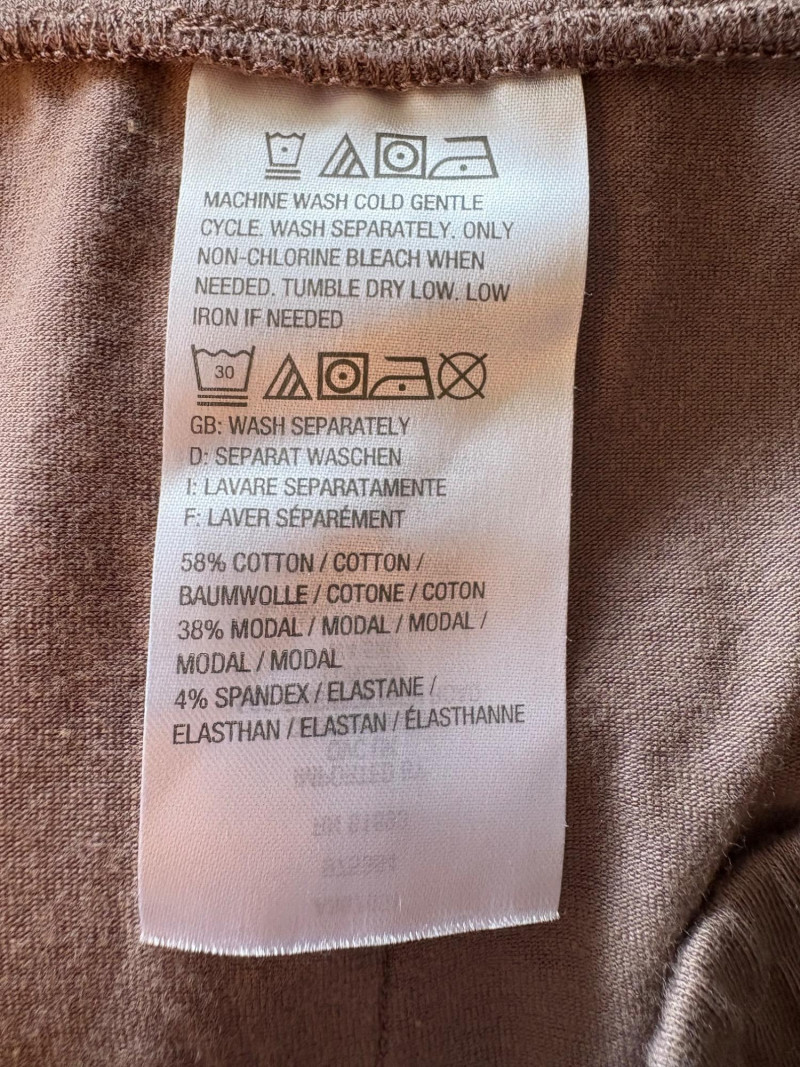 MACHINE WASH COLD GENTLE
CYCLE. WASH SEPARATELY. ONLY
NON-CHLORINE BLEACH WHEN
NEEDED. TUMBLE DRY LOW. LOW
IRON IF NEEDED
30
GB: WASH SEPARATELY
D: SEPARAT WASCHEN
I: LAVARE SEPARATAMENTE
F: LAVER SÉPARÉMENT
58% COTTON / COTTON /
BAUMWOLLE / COTONE / COTON
38% MODAL / MODAL / MODAL /
MODAL / MODAL
4% SPANDEX / ELASTANE /
ELASTHAN / ELASTAN / ÉLASTHANNE